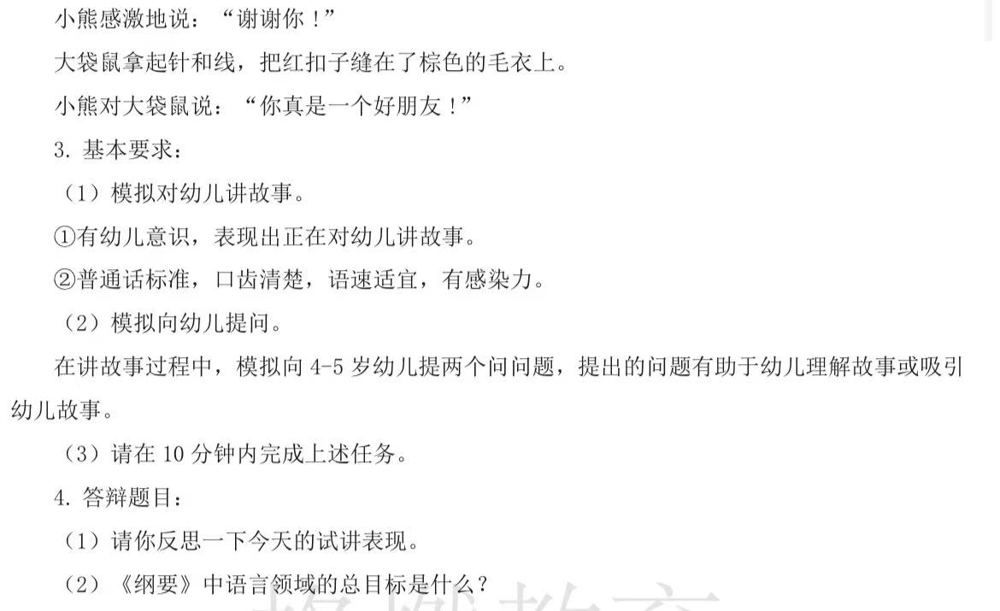 小熊感激地说：“谢谢你！”
大袋鼠拿起针和线，把红扣子缝在了棕色的毛衣上。
小熊对大袋鼠说：“你真是一个好朋友！”
3. 基本要求：
（1）模拟对幼儿讲故事。
①有幼儿意识，表现出正在对幼儿讲故事。
②普通话标准，口齿清楚，语速适宜，有感染力。
（2）模拟向幼儿提问。
在讲故事过程中，模拟向 4-5 岁幼儿提两个问问题，提出的问题有助于幼儿理解故事或吸引
幼儿故事。
（3）请在 10 分钟内完成上述任务。
4. 答辩题目：
（1）请你反思一下今天的试讲表现。
（2）《纲要》中语言领域的总目标是什么？